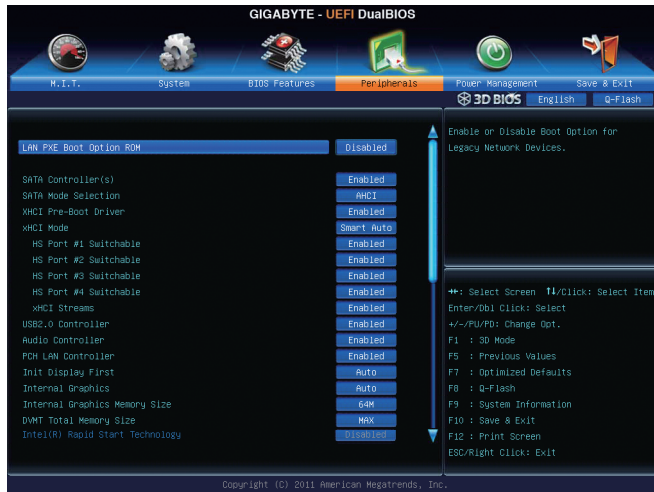 GIGABYTE - UEFI DualBIOS
M.I.T. System BIOS Features Peripherals Power Management Save & Exit
3D BIOS English Q-Flash
LAN PXE Boot Option ROM Disabled
SATA Controller(s) Enabled
SATA Mode Selection AHCI
XHCI Pre-Boot Driver Enabled
xHCI Mode Smart Auto
HS Port #1 Switchable Enabled
HS Port #2 Switchable Enabled
HS Port #3 Switchable Enabled
HS Port #4 Switchable Enabled
xHCI Streams Enabled
USB2.0 Controller Enabled
Audio Controller Enabled
PCH LAN Controller Enabled
Init Display First Auto
Internal Graphics Auto
Internal Graphics Memory Size 64M
DVMT Total Memory Size MAX
Intel(R) Rapid Start Technology Disabled
Enable or Disable Boot Option for
Legacy Network Devices.
→←: Select Screen ↑↓/Click: Select Item
Enter/Dbl Click: Select
+/-/PU/PD: Change Opt.
F1 : 3D Mode
F5 : Previous Values
F7 : Optimized Defaults
F8 : Q-Flash
F9 : System Information
F10 : Save & Exit
F12 : Print Screen
ESC/Right Click: Exit
Copyright (C) 2011 American Megatrends, Inc.